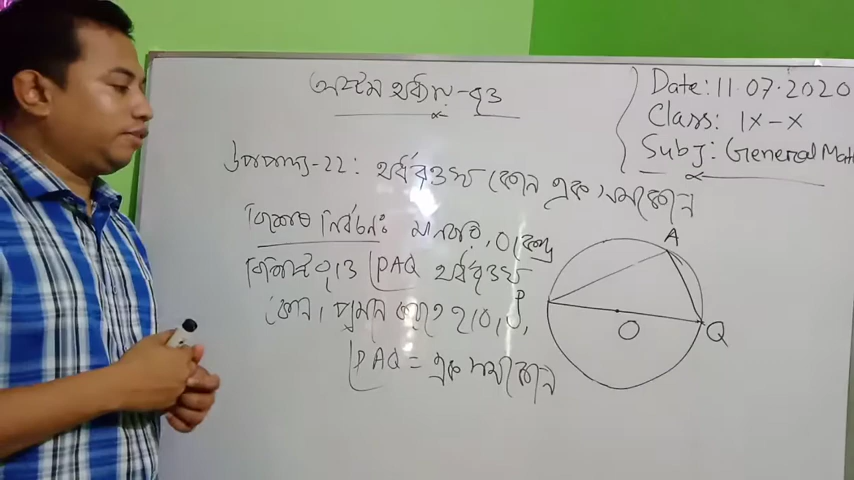 অষ্টম অধ্যায় - বৃত্ত
Date: 11.07.2020
Class: IX-X
Subj: General Mat
উপপাদ্য-22: অর্ধবৃত্তস্থ কোন এক সমকোন
বিশেষ নির্বচনঃ মনেকরি, O কেন্দ্র
বিশিষ্ট বৃত্তে ∠PAQ অর্ধবৃত্তস্থ
কোন। প্রমান করতে হবে যে,
∠PAQ = এক সমকোন
A
P
O
Q